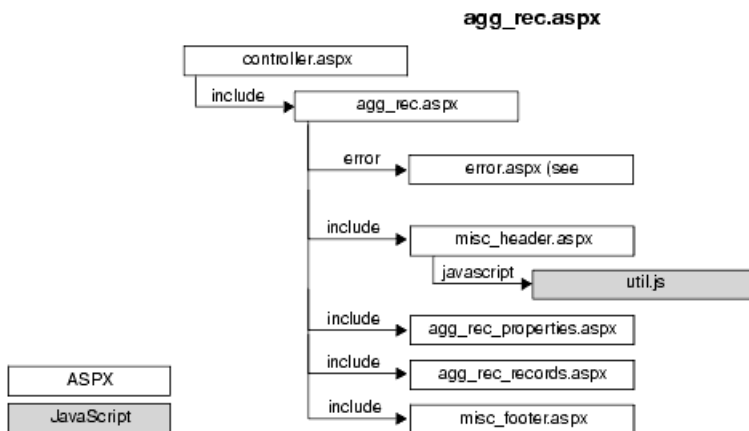 agg_rec.aspx
controller.aspx
include
agg_rec.aspx
error
error.aspx (see
include
misc_header.aspx
javascript
util.js
include
agg_rec_properties.aspx
include
agg_rec_records.aspx
include
misc_footer.aspx
ASPX
JavaScript